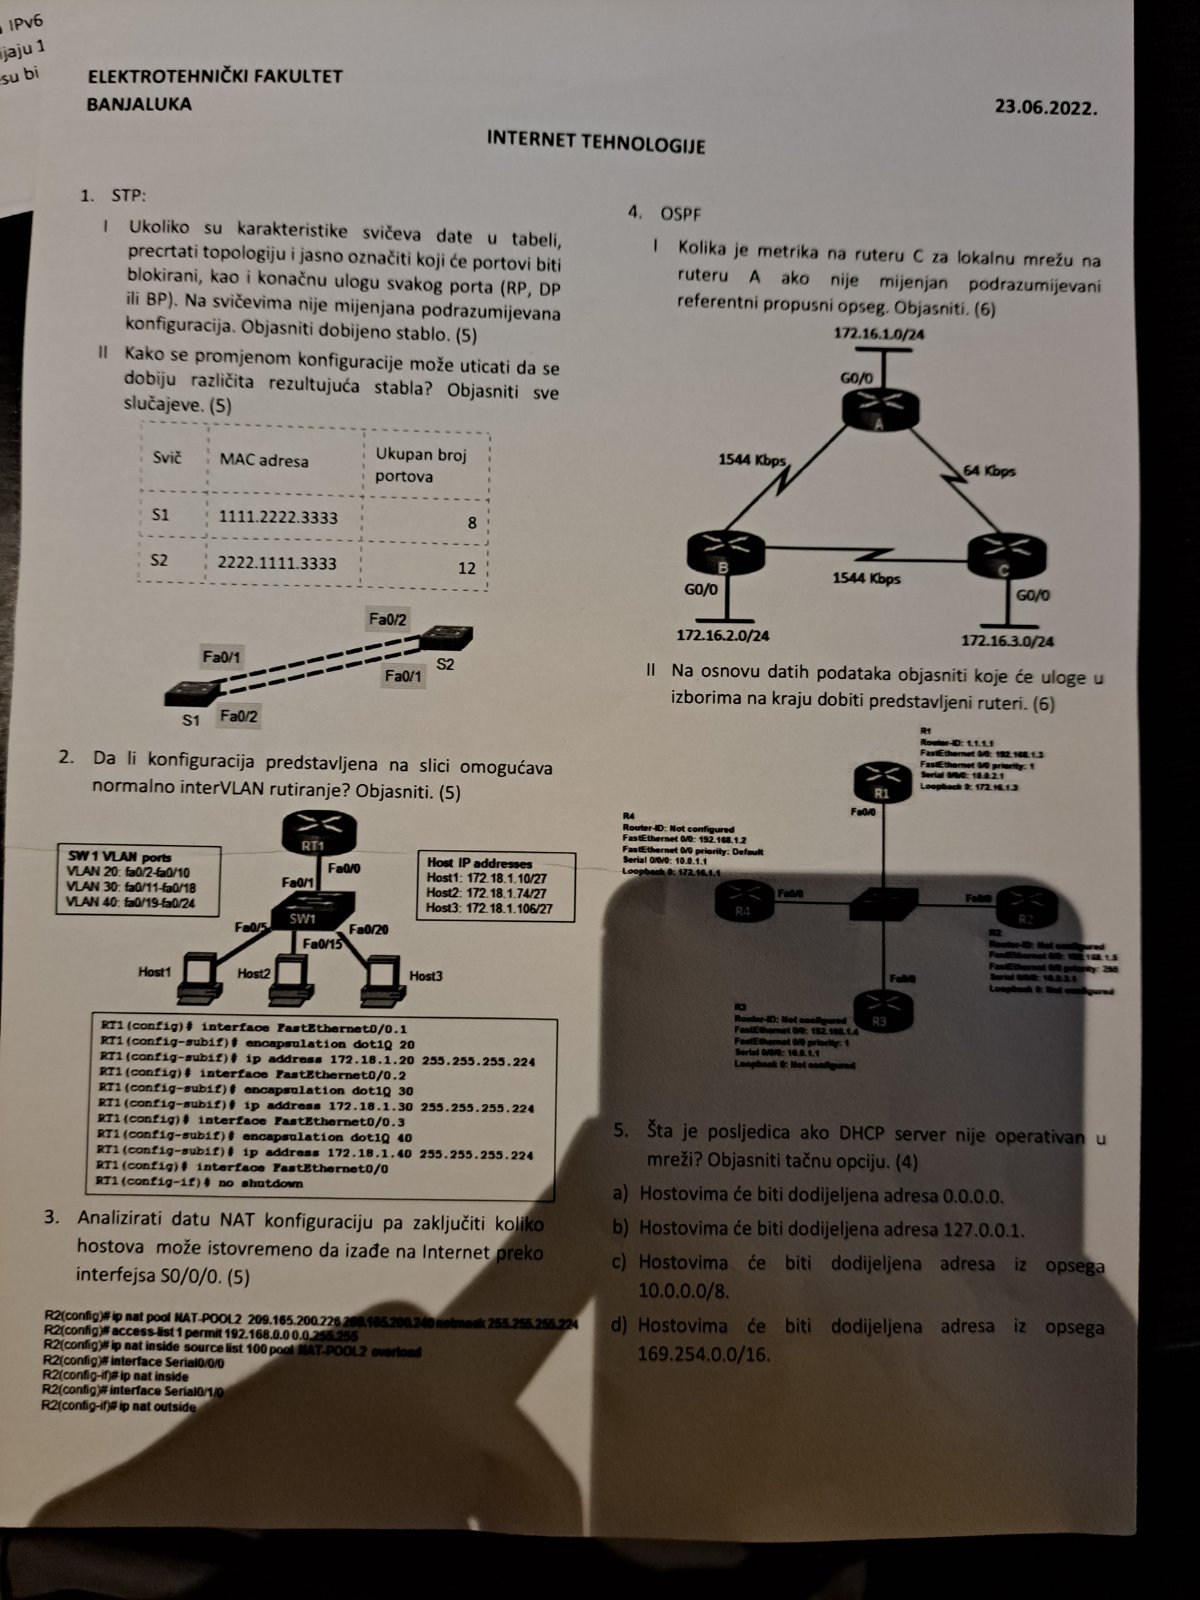 IPv6
ijaju 1
su bi
ELEKTROTEHNIČKI FAKULTET
BANJALUKA
23.06.2022.
INTERNET TEHNOLOGIJE
1. STP:
I Ukoliko su karakteristike svičeva date u tabeli,
precrtati topologiju i jasno označiti koji će portovi biti
blokirani, kao i konačnu ulogu svakog porta (RP, DP
ili BP). Na svičevima nije mijenjana podrazumijevana
konfiguracija. Objasniti dobijeno stablo. (5)
II Kako se promjenom konfiguracije može uticati da se
dobiju različita rezultujuća stabla? Objasniti sve
slučajeve. (5)
Svič MAC adresa Ukupan broj
portova
S1 1111.2222.3333 8
S2 2222.1111.3333 12
Fa0/2
Fa0/1
S2
Fa0/1
S1 Fa0/2
2. Da li konfiguracija predstavljena na slici omogućava
normalno interVLAN rutiranje? Objasniti. (5)
RT1
SW 1 VLAN ports
VLAN 20: fa0/2-fa0/10
VLAN 30: fa0/11-fa0/18
VLAN 40: fa0/19-fa0/24
Fa0/0
Fa0/1
Host IP addresses
Host1: 172.18.1.10/27
Host2: 172.18.1.74/27
Host3: 172.18.1.106/27
SW1
Fa0/5
Fa0/15
Fa0/20
Host1
Host2
Host3
RT1(config)# interface FastEthernet0/0.1
RT1(config-subif)# encapsulation dot1Q 20
RT1(config-subif)# ip address 172.18.1.20 255.255.255.224
RT1(config)# interface FastEthernet0/0.2
RT1(config-subif)# encapsulation dot1Q 30
RT1(config-subif)# ip address 172.18.1.30 255.255.255.224
RT1(config)# interface FastEthernet0/0.3
RT1(config-subif)# encapsulation dot1Q 40
RT1(config-subif)# ip address 172.18.1.40 255.255.255.224
RT1(config)# interface FastEthernet0/0
RT1(config-if)# no shutdown
3. Analizirati datu NAT konfiguraciju pa zaključiti koliko
hostova može istovremeno da izađe na Internet preko
interfejsa S0/0/0. (5)
R2(config)# ip nat pool NAT-POOL2 209.165.200.226 209.165.200.240 netmask 255.255.255.224
R2(config)# access-list 1 permit 192.168.0.0 0.0.255.255
R2(config)# ip nat inside source list 100 pool NAT-POOL2 overload
R2(config)# interface Serial0/0/0
R2(config-if)# ip nat inside
R2(config)# interface Serial0/1/0
R2(config-if)# ip nat outside
4. OSPF
I Kolika je metrika na ruteru C za lokalnu mrežu na
ruteru A ako nije mijenjan podrazumijevani
referentni propusni opseg. Objasniti. (6)
172.16.1.0/24
G0/0
A
1544 Kbps
64 Kbps
B
C
G0/0
1544 Kbps
G0/0
172.16.2.0/24
172.16.3.0/24
II Na osnovu datih podataka objasniti koje će uloge u
izborima na kraju dobiti predstavljeni ruteri. (6)
R1
Router-ID: 1.1.1.1
FastEthernet 0/0: 192.168.1.3
FastEthernet 0/0 priority: 1
Serial 0/0/0: 10.0.2.1
Loopback 0: 172.16.1.3
R1
Fa0/0
R4
Router-ID: Not configured
FastEthernet 0/0: 192.168.1.2
FastEthernet 0/0 priority: Default
Serial 0/0/0: 10.0.1.1
Loopback 0: 172.16.1.1
Fa0/0
R4
Fa0/0
R2
R2
Router-ID: Not configured
FastEthernet 0/0: 192.168.1.5
FastEthernet 0/0 priority: 255
Serial 0/0/0: 10.0.3.1
Loopback 0: Not configured
Fa0/0
R3
R3
Router-ID: Not configured
FastEthernet 0/0: 192.168.1.4
FastEthernet 0/0 priority: 1
Serial 0/0/0: 10.0.1.1
Loopback 0: Not configured
5. Šta je posljedica ako DHCP server nije operativan u
mreži? Objasniti tačnu opciju. (4)
a) Hostovima će biti dodijeljena adresa 0.0.0.0.
b) Hostovima će biti dodijeljena adresa 127.0.0.1.
c) Hostovima će biti dodijeljena adresa iz opsega
10.0.0.0/8.
d) Hostovima će biti dodijeljena adresa iz opsega
169.254.0.0/16.